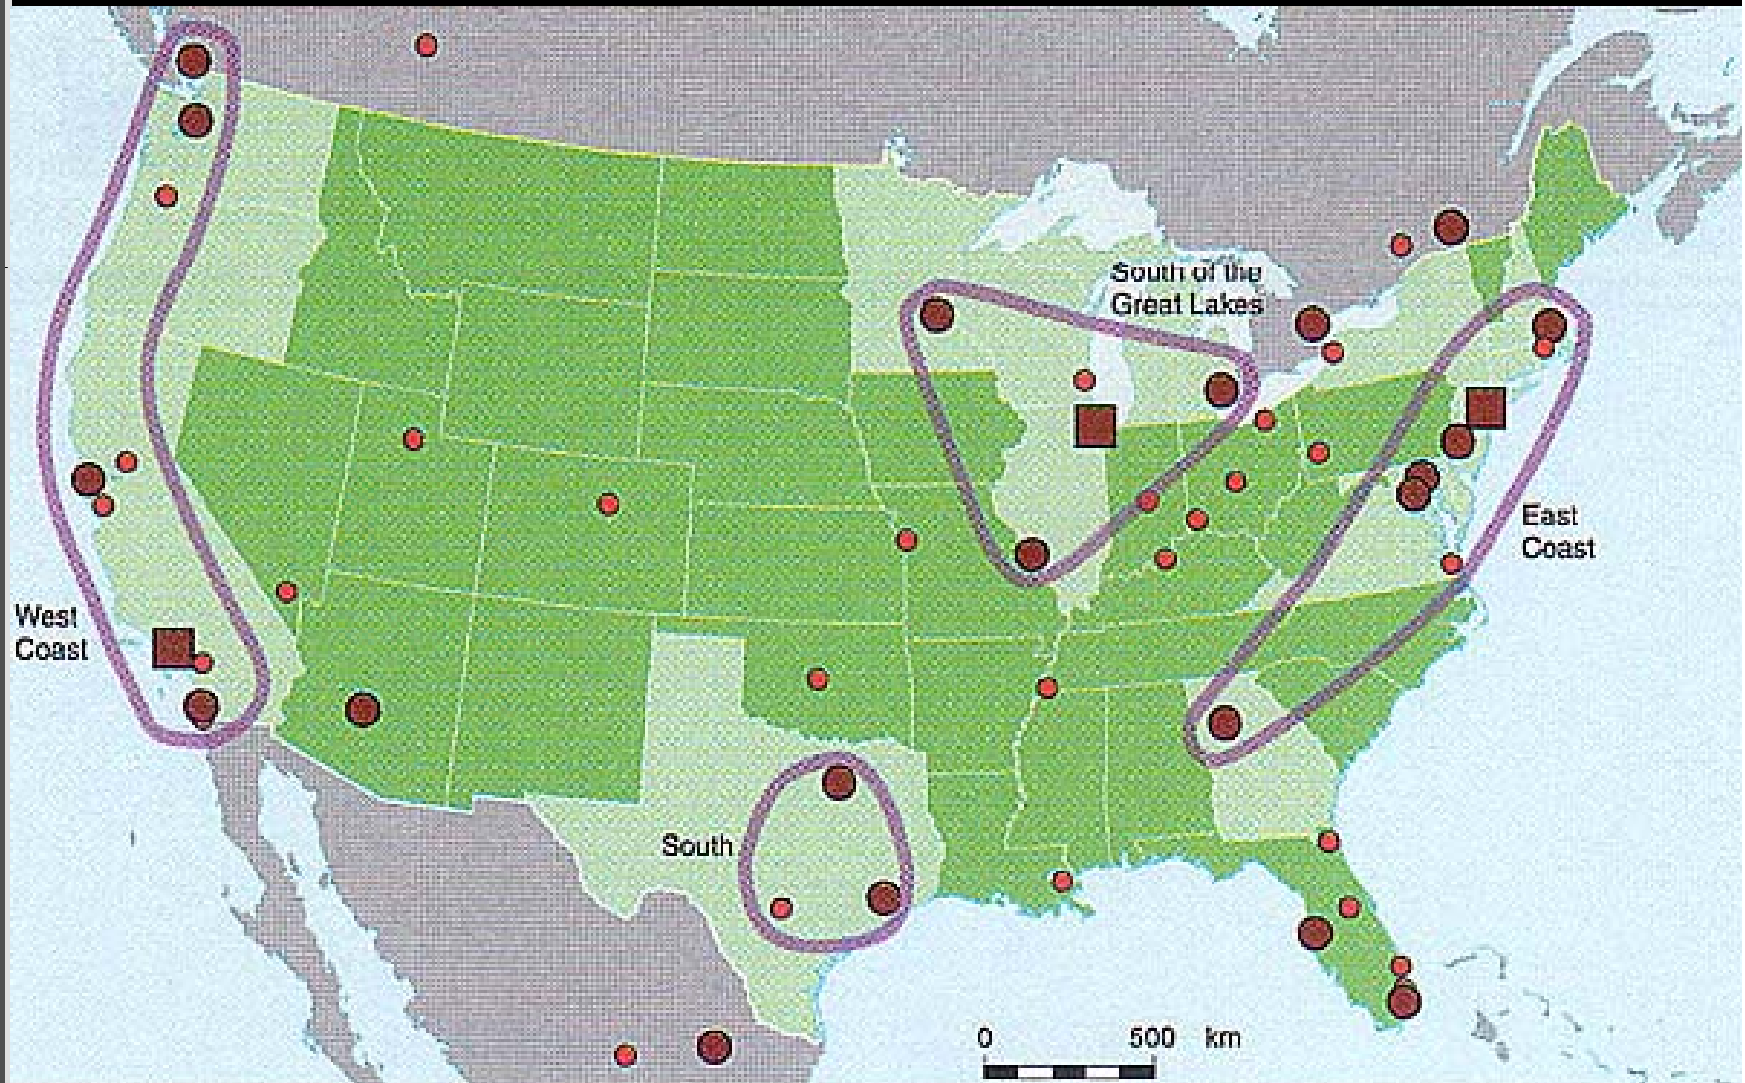 South of the
Great Lakes
East
Coast
West
Coast
South
0 500 km